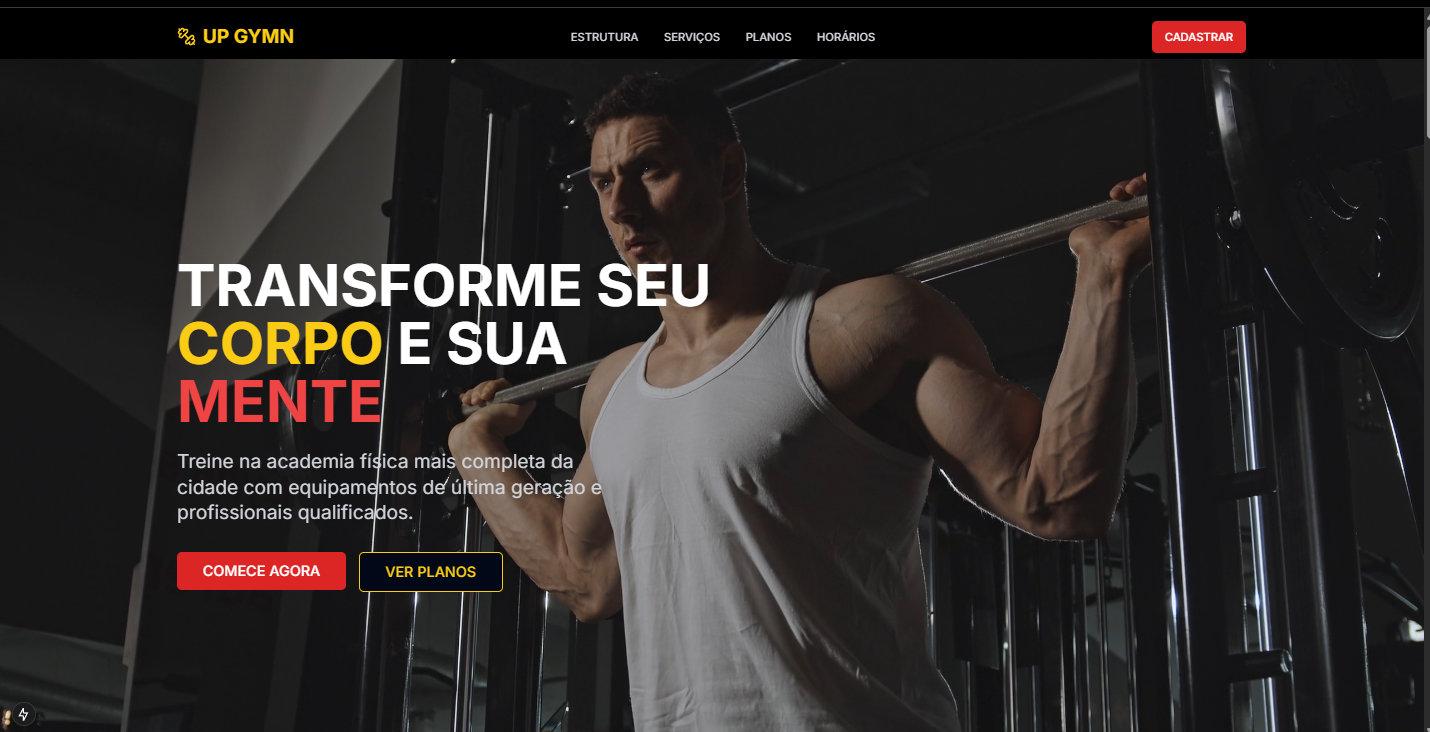 UP GYMN
ESTRUTURA SERVIÇOS PLANOS HORÁRIOS
CADASTRAR
TRANSFORME SEU
CORPO E SUA
MENTE
Treine na academia física mais completa da
cidade com equipamentos de última geração e
profissionais qualificados.
COMECE AGORA
VER PLANOS